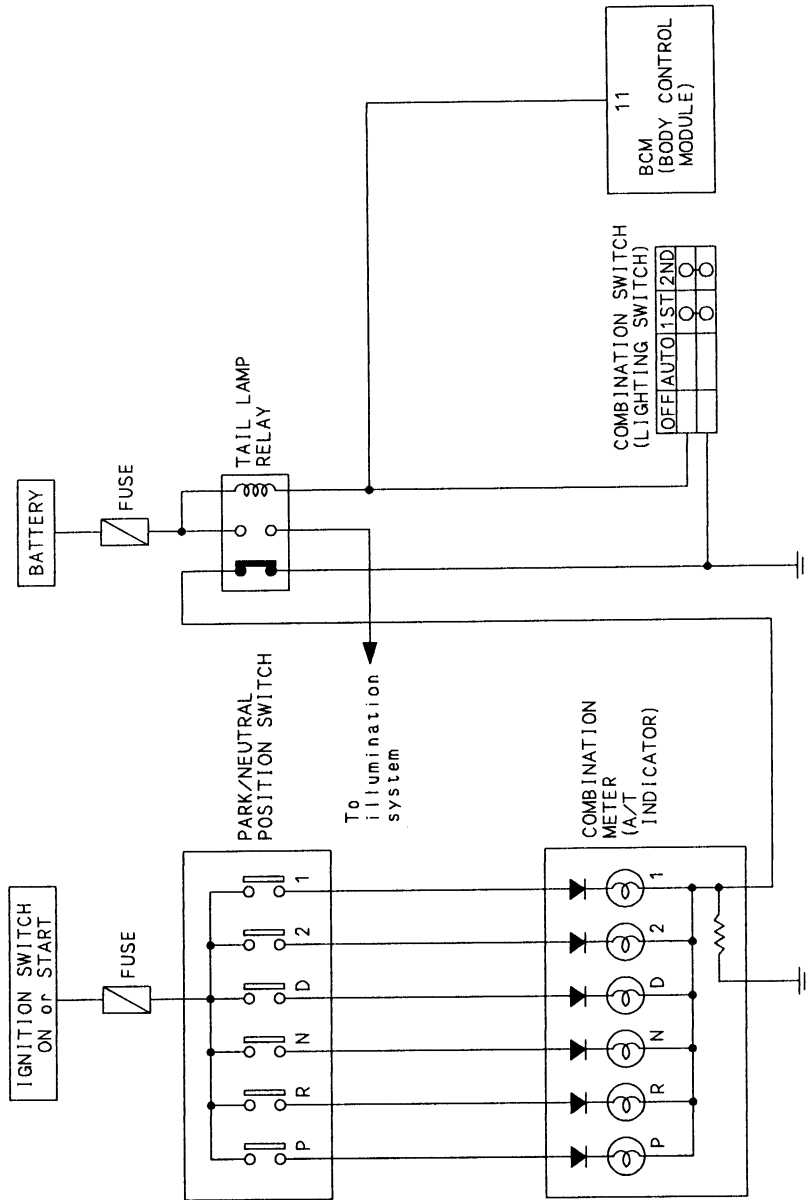 IGNITION SWITCH
ON or START
FUSE
BATTERY
FUSE
PARK/NEUTRAL
POSITION SWITCH
P
R
N
D
2
1
TAIL LAMP
RELAY
To
illumination
system
COMBINATION
METER
(A/T
INDICATOR)
P
R
N
D
2
1
COMBINATION SWITCH
(LIGHTING SWITCH)
OFF AUTO 1ST 2ND
11
BCM
(BODY CONTROL
MODULE)